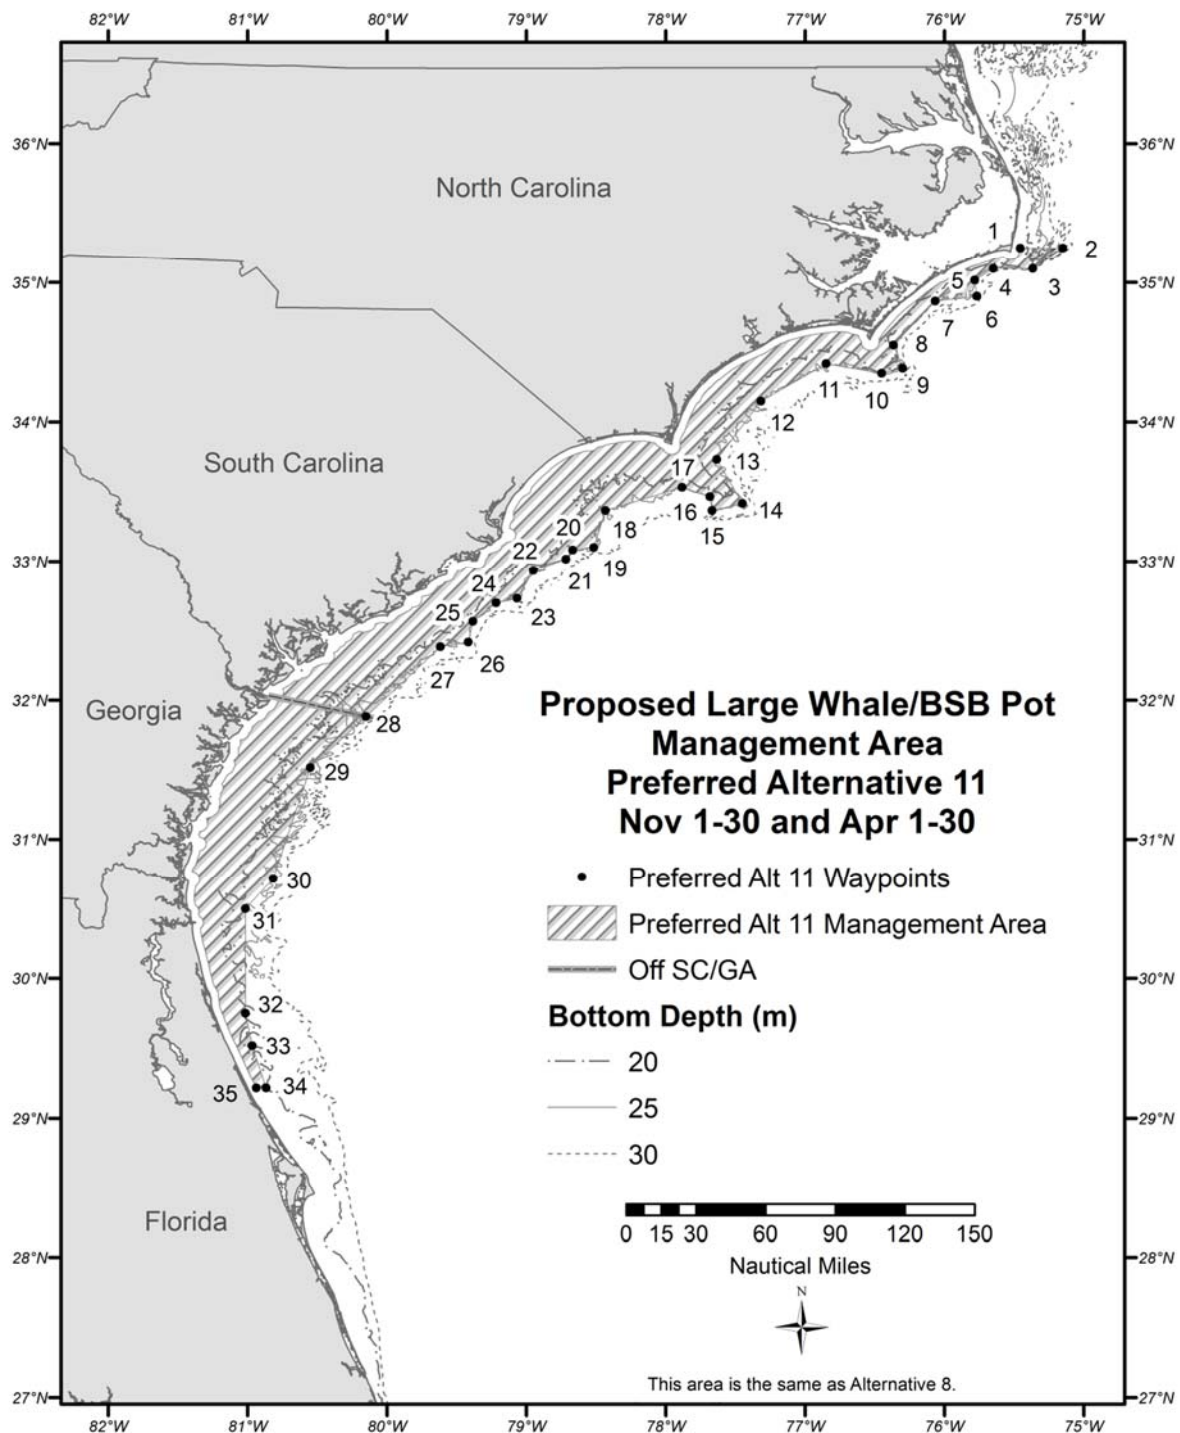 82°W 81°W 80°W 79°W 78°W 77°W 76°W 75°W
36°N 36°N
North Carolina
1 2
35°N 35°N
5 4 3
7 6
8
11 10 9
34°N 34°N
12
South Carolina
17 13
16 14
20 18 15
22 33°N 33°N
21 19
24
25 23
26
27
32°N 32°N
Georgia
28
Proposed Large Whale/BSB Pot
Management Area
Preferred Alternative 11
Nov 1-30 and Apr 1-30
29
31°N 31°N
30
Preferred Alt 11 Waypoints
31
Preferred Alt 11 Management Area
Off SC/GA
30°N 30°N
32
Bottom Depth (m)
33
20
35 34
29°N 29°N
25
30
Florida
0 15 30 60 90 120 150
Nautical Miles
28°N 28°N
N
This area is the same as Alternative 8.
27°N 27°N
82°W 81°W 80°W 79°W 78°W 77°W 76°W 75°W